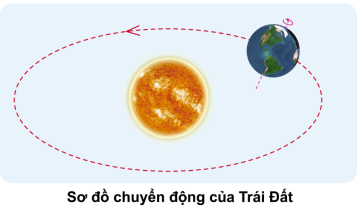 Sơ đồ chuyển động của Trái Đất